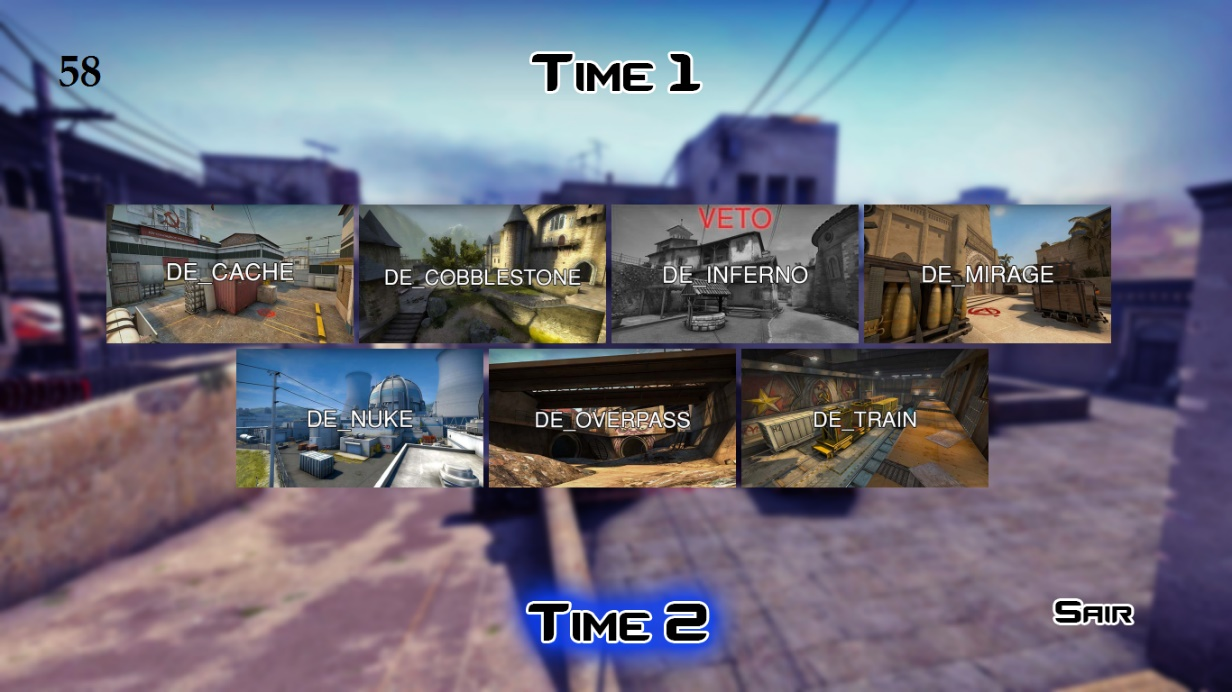 58
TIME 1
VETO
DE_CACHE
DE_COBBLESTONE
DE_INFERNO
DE_MIRAGE
DE_NUKE
DE_OVERPASS
DE_TRAIN
TIME 2
SAIR